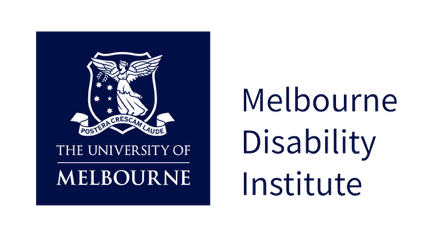 POSTERA CRESCAM LAUDE
THE UNIVERSITY OF
MELBOURNE
Melbourne
Disability
Institute